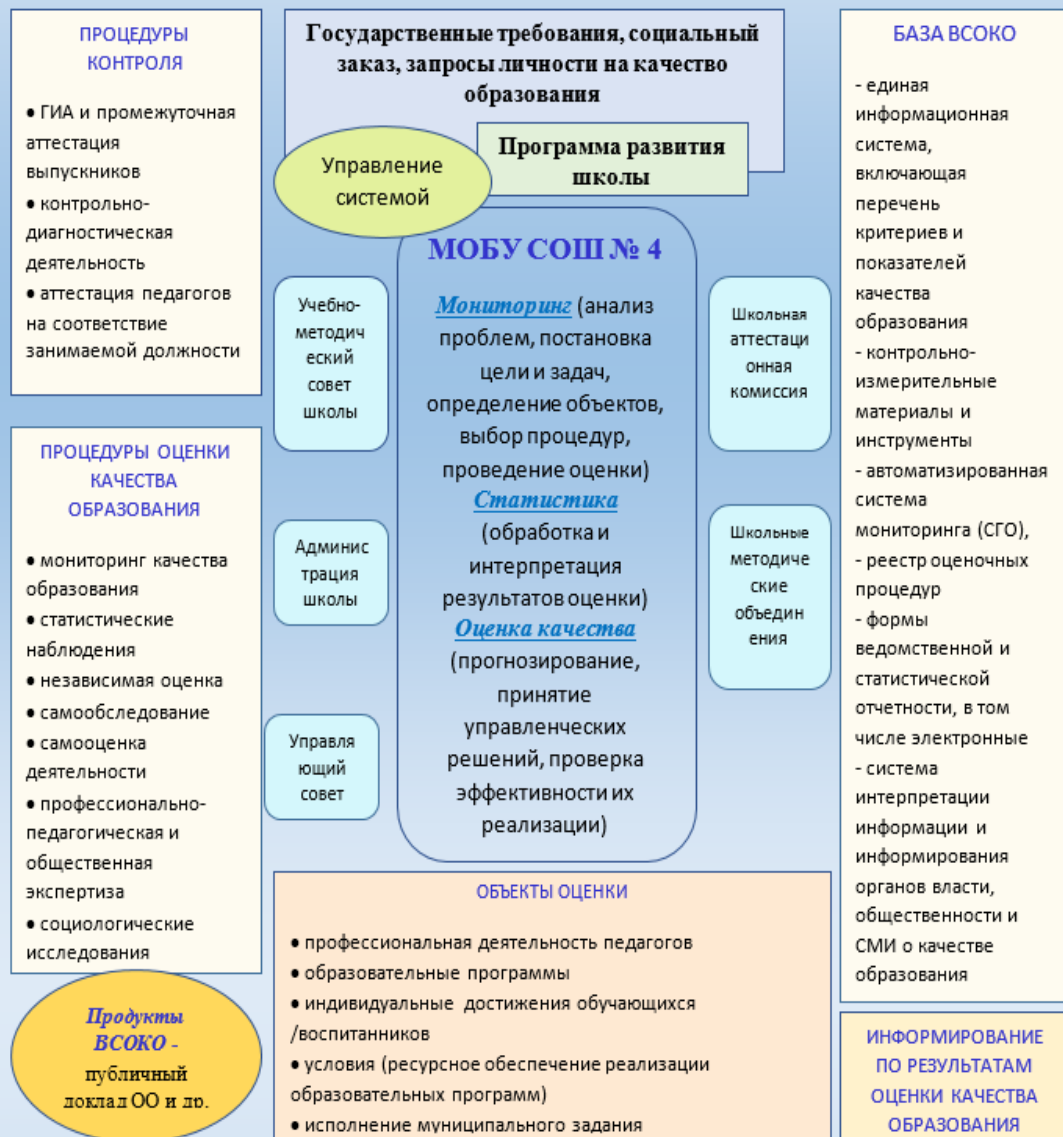 ПРОЦЕДУРЫ
КОНТРОЛЯ
• ГИА и промежуточная
аттестация
выпускников
• контрольно-
диагностическая
деятельность
• аттестация педагогов
на соответствие
занимаемой должности
ПРОЦЕДУРЫ ОЦЕНКИ
КАЧЕСТВА
ОБРАЗОВАНИЯ
• мониторинг качества
образования
• статистические
наблюдения
• независимая оценка
• самообследование
• самооценка
деятельности
• профессионально-
педагогическая и
общественная
экспертиза
• социологические
исследования
Продукты
ВСОКО -
публичный
доклад ОО и др.
Государственные требования, социальный
заказ, запросы личности на качество
образования
Управление
системой
Программа развития
школы
Учебно-
методич
еский
совет
школы
Админис
трация
школы
Управля
ющий
совет
МОБУ СОШ № 4
Мониторинг (анализ
проблем, постановка
цели и задач,
определение объектов,
выбор процедур,
проведение оценки)
Статистика
(обработка и
интерпретация
результатов оценки)
Оценка качества
(прогнозирование,
принятие
управленческих
решений, проверка
эффективности их
реализации)
Школьная
аттестаци
онная
комиссия
Школьные
методиче
ские
объедин
ения
ОБЪЕКТЫ ОЦЕНКИ
• профессиональная деятельность педагогов
• образовательные программы
• индивидуальные достижения обучающихся
/воспитанников
• условия (ресурсное обеспечение реализации
образовательных программ)
• исполнение муниципального задания
БАЗА ВСОКО
- единая
информационная
система,
включающая
перечень
критериев и
показателей
качества
образования
- контрольно-
измерительные
материалы и
инструменты
- автоматизированная
система
мониторинга (СГО),
- реестр оценочных
процедур
- формы
ведомственной и
статистической
отчетности, в том
числе электронные
- система
интерпретации
информации и
информирования
органов власти,
общественности и
СМИ о качестве
образования
ИНФОРМИРОВАНИЕ
ПО РЕЗУЛЬТАТАМ
ОЦЕНКИ КАЧЕСТВА
ОБРАЗОВАНИЯ